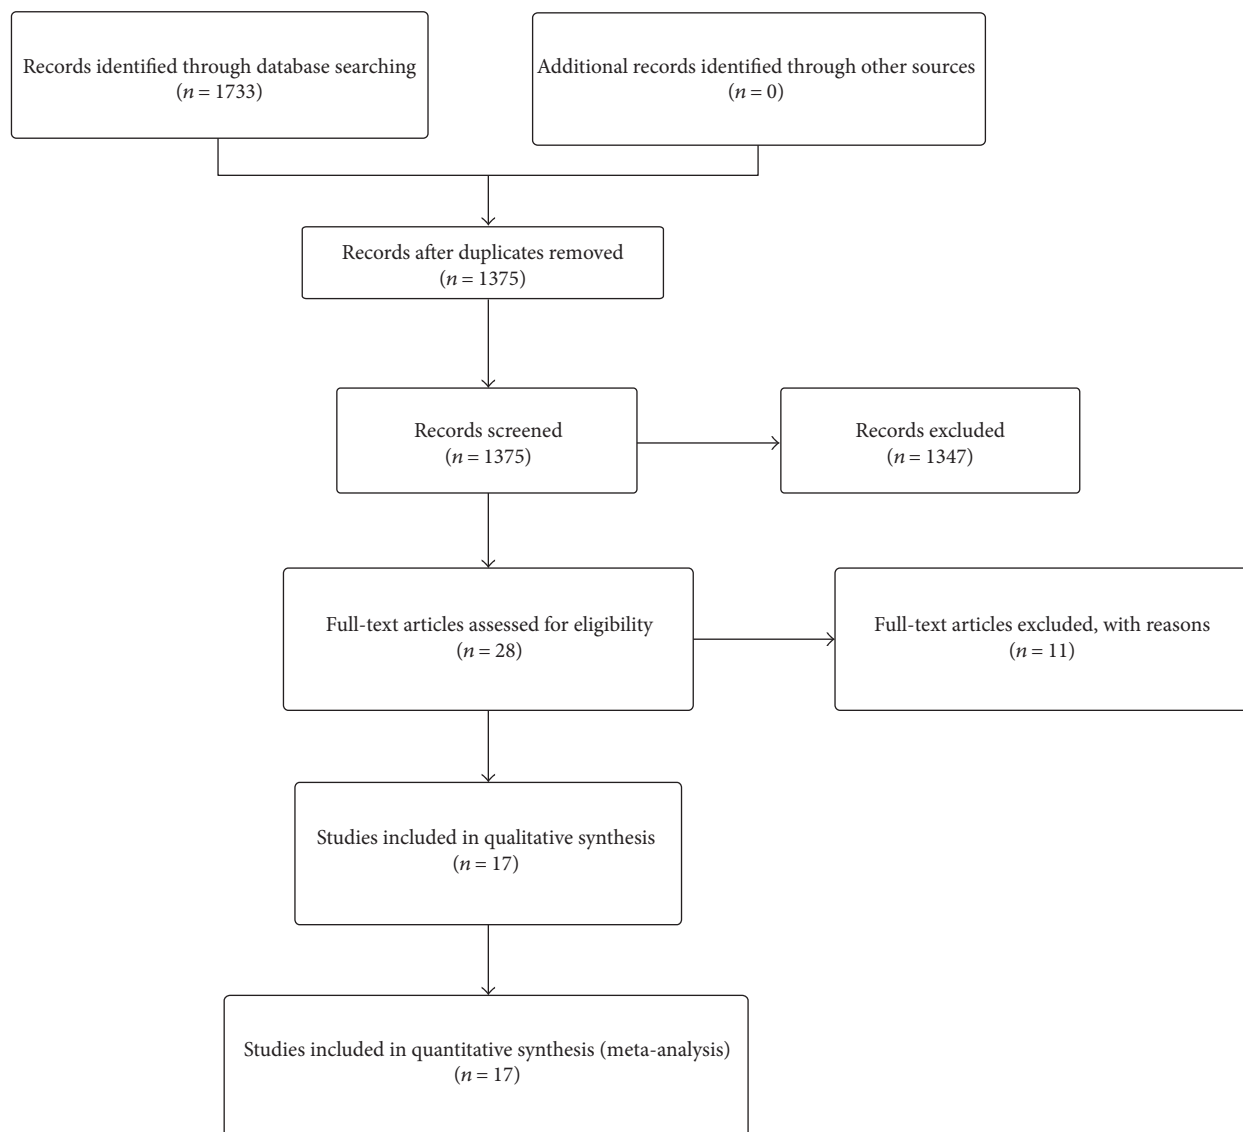 Records identified through database searching
(n = 1733)
Additional records identified through other sources
(n = 0)
Records after duplicates removed
(n = 1375)
Records screened
(n = 1375)
Records excluded
(n = 1347)
Full-text articles assessed for eligibility
(n = 28)
Full-text articles excluded, with reasons
(n = 11)
Studies included in qualitative synthesis
(n = 17)
Studies included in quantitative synthesis (meta-analysis)
(n = 17)